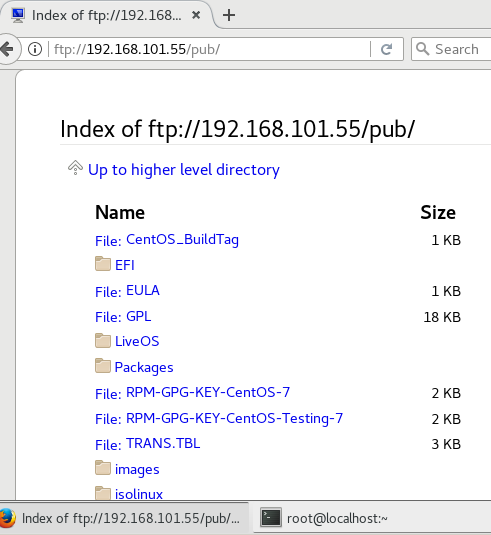 Index of ftp://192.168....
ftp://192.168.101.55/pub/
Search
Index of ftp://192.168.101.55/pub/
Up to higher level directory
Name Size
File: CentOS_BuildTag 1 KB
EFI
File: EULA 1 KB
File: GPL 18 KB
LiveOS
Packages
File: RPM-GPG-KEY-CentOS-7 2 KB
File: RPM-GPG-KEY-CentOS-Testing-7 2 KB
File: TRANS.TBL 3 KB
images
isolinux
Index of ftp://192.168.101.55/pub/... root@localhost:~